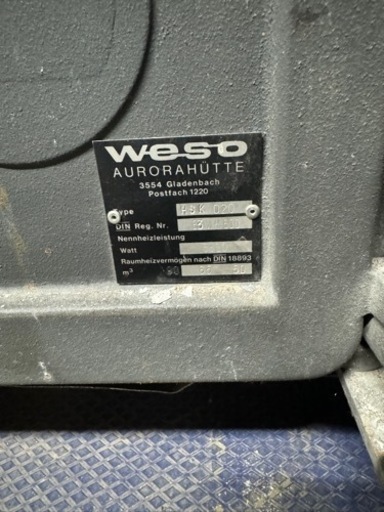 weso
AURORAHÜTTE
3554 Gladenbach
Postfach 1220
Type
DIN Reg. Nr.
Nennheizleistung
Watt
Raumheizvermögen nach DIN 18893
m³